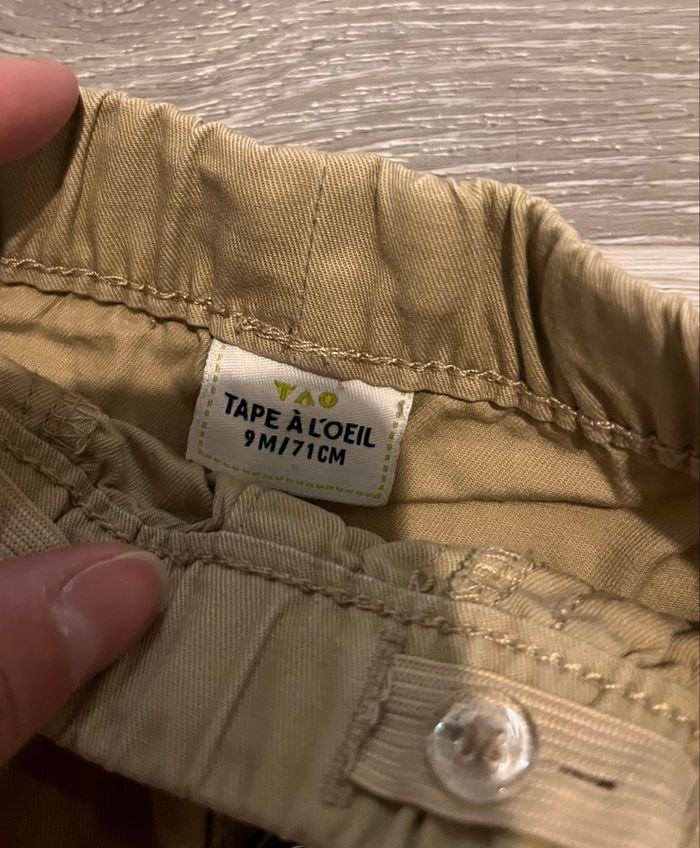 TAO
TAPE À L'OEIL
9M/71CM